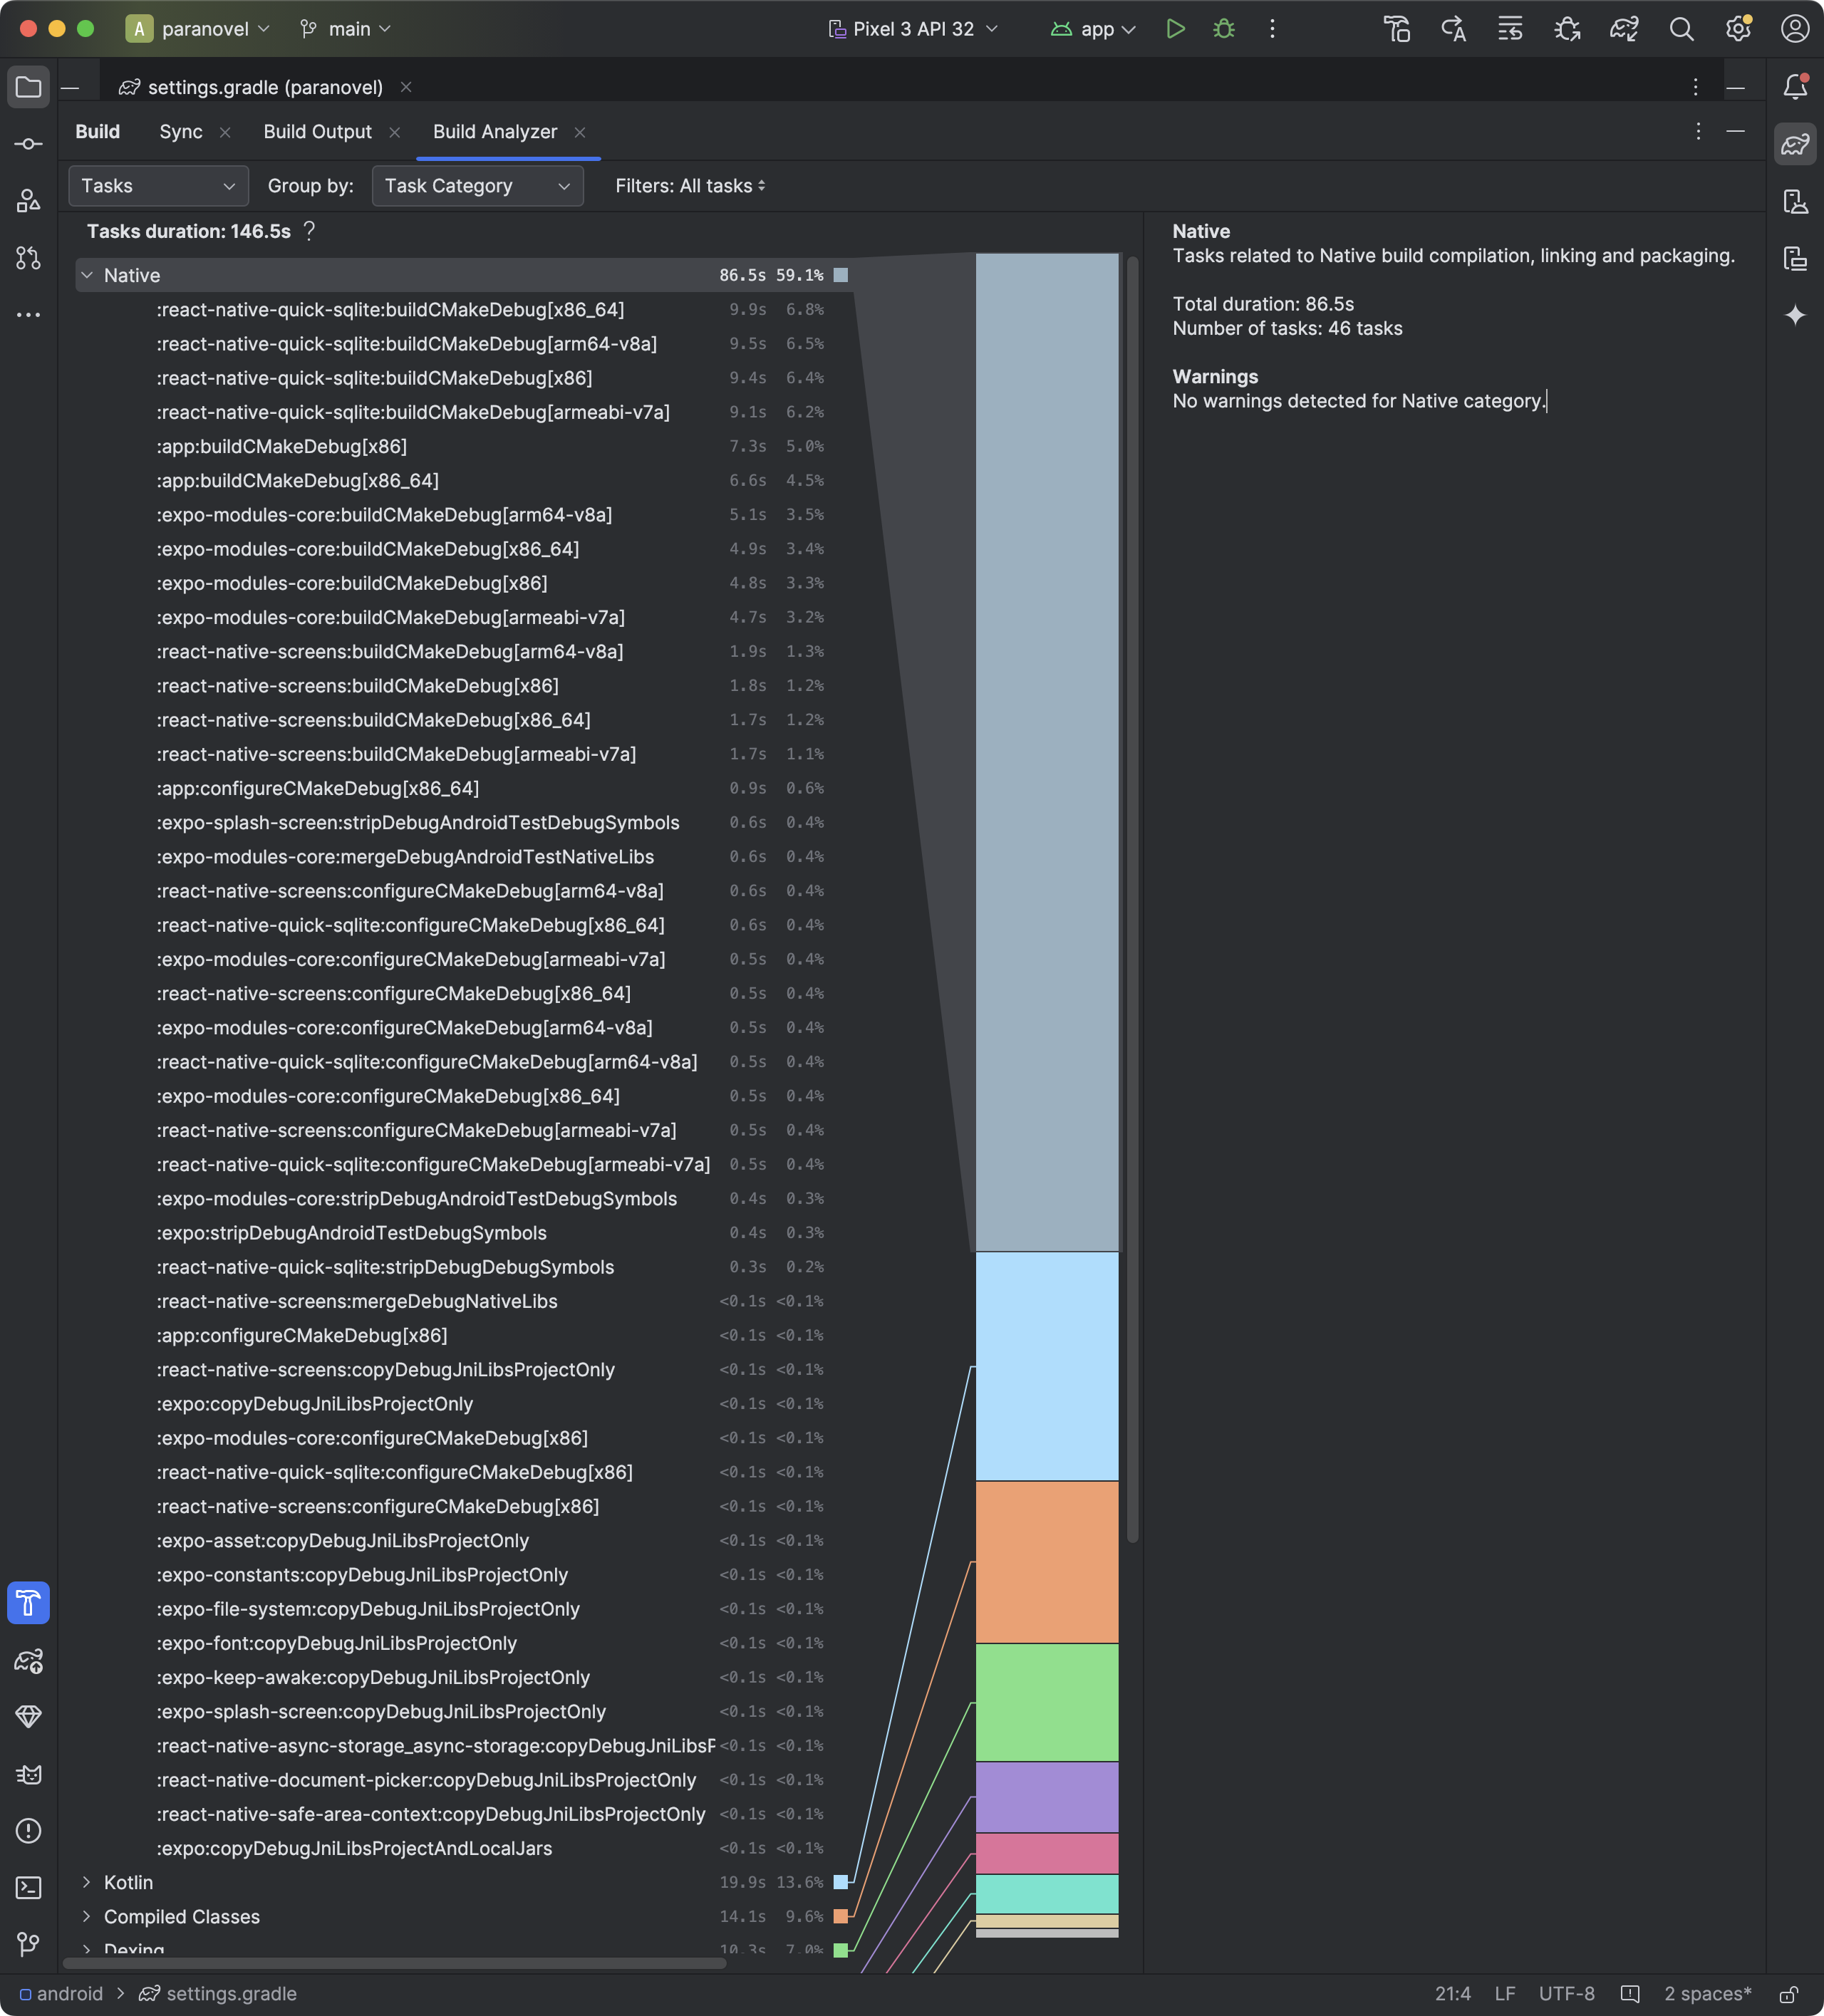 A paranovel main Pixel 3 API 32 app
settings.gradle (paranovel)
Build Sync Build Output Build Analyzer
Tasks Group by: Task Category Filters: All tasks
Tasks duration: 146.5s ?
Native 86.5s 59.1%
:react-native-quick-sqlite:buildCMakeDebug[x86_64] 9.9s 6.8%
:react-native-quick-sqlite:buildCMakeDebug[arm64-v8a] 9.5s 6.5%
:react-native-quick-sqlite:buildCMakeDebug[x86] 9.4s 6.4%
:react-native-quick-sqlite:buildCMakeDebug[armeabi-v7a] 9.1s 6.2%
:app:buildCMakeDebug[x86] 7.3s 5.0%
:app:buildCMakeDebug[x86_64] 6.6s 4.5%
:expo-modules-core:buildCMakeDebug[arm64-v8a] 5.1s 3.5%
:expo-modules-core:buildCMakeDebug[x86_64] 4.9s 3.4%
:expo-modules-core:buildCMakeDebug[x86] 4.8s 3.3%
:expo-modules-core:buildCMakeDebug[armeabi-v7a] 4.7s 3.2%
:react-native-screens:buildCMakeDebug[arm64-v8a] 1.9s 1.3%
:react-native-screens:buildCMakeDebug[x86] 1.8s 1.2%
:react-native-screens:buildCMakeDebug[x86_64] 1.7s 1.2%
:react-native-screens:buildCMakeDebug[armeabi-v7a] 1.7s 1.1%
:app:configureCMakeDebug[x86_64] 0.9s 0.6%
:expo-splash-screen:stripDebugAndroidTestDebugSymbols 0.6s 0.4%
:expo-modules-core:mergeDebugAndroidTestNativeLibs 0.6s 0.4%
:react-native-screens:configureCMakeDebug[arm64-v8a] 0.6s 0.4%
:react-native-quick-sqlite:configureCMakeDebug[x86_64] 0.6s 0.4%
:expo-modules-core:configureCMakeDebug[armeabi-v7a] 0.5s 0.4%
:react-native-screens:configureCMakeDebug[x86_64] 0.5s 0.4%
:expo-modules-core:configureCMakeDebug[arm64-v8a] 0.5s 0.4%
:react-native-quick-sqlite:configureCMakeDebug[arm64-v8a] 0.5s 0.4%
:expo-modules-core:configureCMakeDebug[x86_64] 0.5s 0.4%
:react-native-screens:configureCMakeDebug[armeabi-v7a] 0.5s 0.4%
:react-native-quick-sqlite:configureCMakeDebug[armeabi-v7a] 0.5s 0.4%
:expo-modules-core:stripDebugAndroidTestDebugSymbols 0.4s 0.3%
:expo:stripDebugAndroidTestDebugSymbols 0.4s 0.3%
:react-native-quick-sqlite:stripDebugDebugSymbols 0.3s 0.2%
:react-native-screens:mergeDebugNativeLibs <0.1s <0.1%
:app:configureCMakeDebug[x86] <0.1s <0.1%
:react-native-screens:copyDebugJniLibsProjectOnly <0.1s <0.1%
:expo:copyDebugJniLibsProjectOnly <0.1s <0.1%
:expo-modules-core:configureCMakeDebug[x86] <0.1s <0.1%
:react-native-quick-sqlite:configureCMakeDebug[x86] <0.1s <0.1%
:react-native-screens:configureCMakeDebug[x86] <0.1s <0.1%
:expo-asset:copyDebugJniLibsProjectOnly <0.1s <0.1%
:expo-constants:copyDebugJniLibsProjectOnly <0.1s <0.1%
:expo-file-system:copyDebugJniLibsProjectOnly <0.1s <0.1%
:expo-font:copyDebugJniLibsProjectOnly <0.1s <0.1%
:expo-keep-awake:copyDebugJniLibsProjectOnly <0.1s <0.1%
:expo-splash-screen:copyDebugJniLibsProjectOnly <0.1s <0.1%
:react-native-async-storage_async-storage:copyDebugJniLibsP <0.1s <0.1%
:react-native-document-picker:copyDebugJniLibsProjectOnly <0.1s <0.1%
:react-native-safe-area-context:copyDebugJniLibsProjectOnly <0.1s <0.1%
:expo:copyDebugJniLibsProjectAndLocalJars <0.1s <0.1%
Kotlin 19.9s 13.6%
Compiled Classes 14.1s 9.6%
Dexing 10.3s 7.0%
Native
Tasks related to Native build compilation, linking and packaging.
Total duration: 86.5s
Number of tasks: 46 tasks
Warnings
No warnings detected for Native category.
android > settings.gradle 21:4 LF UTF-8 2 spaces*